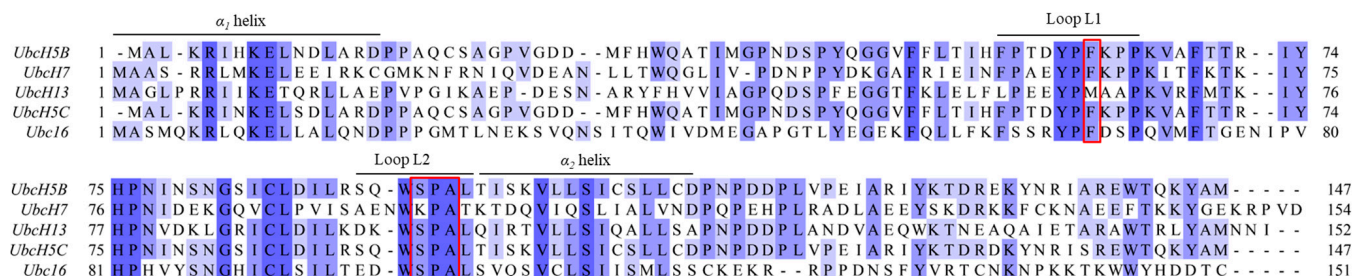 α1 helix Loop L1
UbcH5B 1 -MAL-KRIHKELNDLARDPPAQCSAGPVGDD--MFHWQATIMGPNDSPYQGGVFFLTIHFPTDYPFKPPKVAFTTR--IY 74
UbcH7 1 MAAS-RRLMKELEEIRKCGMKNFRNIQVDEAN-LLTWQGLIV-PDNPPYDKGAFRIEINFPAEYPFKPPKITFKTK--IY 75
UbcH13 1 MAGLPRRIIKETQRLLAEPVPGIKAEP-DESN-ARYFHVVIAGPQDSPFEGGTFKLELFLPEEYPMAAPKVRFMTK--IY 76
UbcH5C 1 -MAL-KRINKELSDLARDPPAQCSAGPVGDD--MFHWQATIMGPNDSPYQGGVFFLTIHFPTDYPFKPPKVAFTTR--IY 74
Ubc16 1 MASMQKRLQKELLALQNDPPPGMTLNEKSVQNSITQWIVDMEGAPGTLYEGEKFQLLFKFSSRYPFDSPQVMFTGENIPV 80
Loop L2 α2 helix
UbcH5B 75 HPNINSNGSICLDILRSQ-WSPALTISKVLLSICSLLCDPNPDDPLVPEIARIYKTDREKYNRIAREWTQKYAM----- 147
UbcH7 76 HPNIDEKGQVCLPVISAENWKPATKTDQVIQSLIALVNDPQPEHPLRADLAEEYSKDRKKFCKNAEEFTKKYGEKRPVD 154
UbcH13 77 HPNVDKLGRICLDILKDK-WSPALQIRTVLLSIQALLSAPNPDDPLANDVAEQWKTNEAQAIETARAWTRLYAMNNI-- 152
UbcH5C 75 HPNINSNGSICLDILRSQ-WSPALTISKVLLSICSLLCDPNPDDPLVPEIARIYKTDRDKYNRISREWTQKYAM----- 147
Ubc16 81 HPHVYSNGHICLSILTED-WSPALSVQSVCLSIISMLSSCKEKR--RPPDNSFYVRTCNKNPKKTKWWYHDDTC----- 151